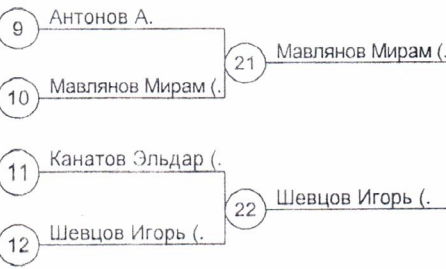 9 Антонов А.
21 Мавлянов Мирам (.
10 Мавлянов Мирам (.
11 Канатов Эльдар (.
22 Шевцов Игорь (.
12 Шевцов Игорь (.